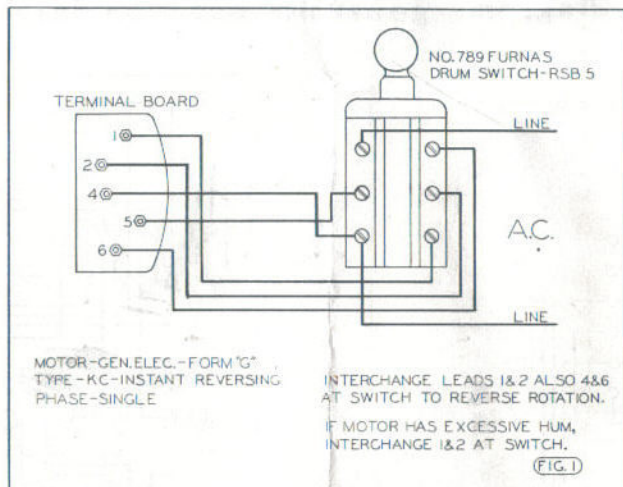 NO. 789 FURNAS
DRUM SWITCH-RSB 5
TERMINAL BOARD
LINE
1
2
4
5
6
A.C.
LINE
MOTOR-GEN. ELEC.-FORM "G"
TYPE-KC-INSTANT REVERSING
PHASE-SINGLE
INTERCHANGE LEADS 1&2 ALSO 4&6
AT SWITCH TO REVERSE ROTATION.
IF MOTOR HAS EXCESSIVE HUM,
INTERCHANGE 1&2 AT SWITCH.
FIG. 1